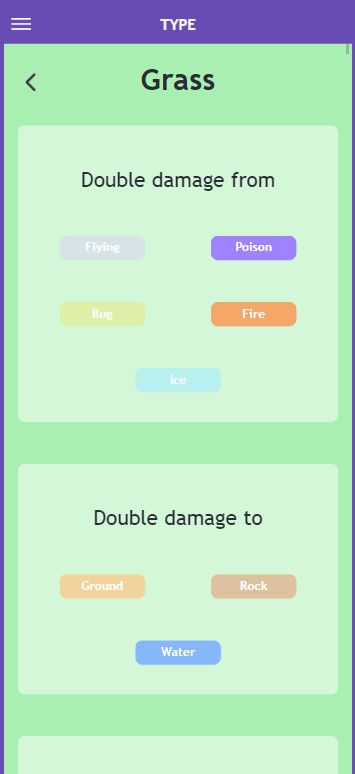 TYPE
Grass
Double damage from
Flying
Poison
Bug
Fire
Ice
Double damage to
Ground
Rock
Water